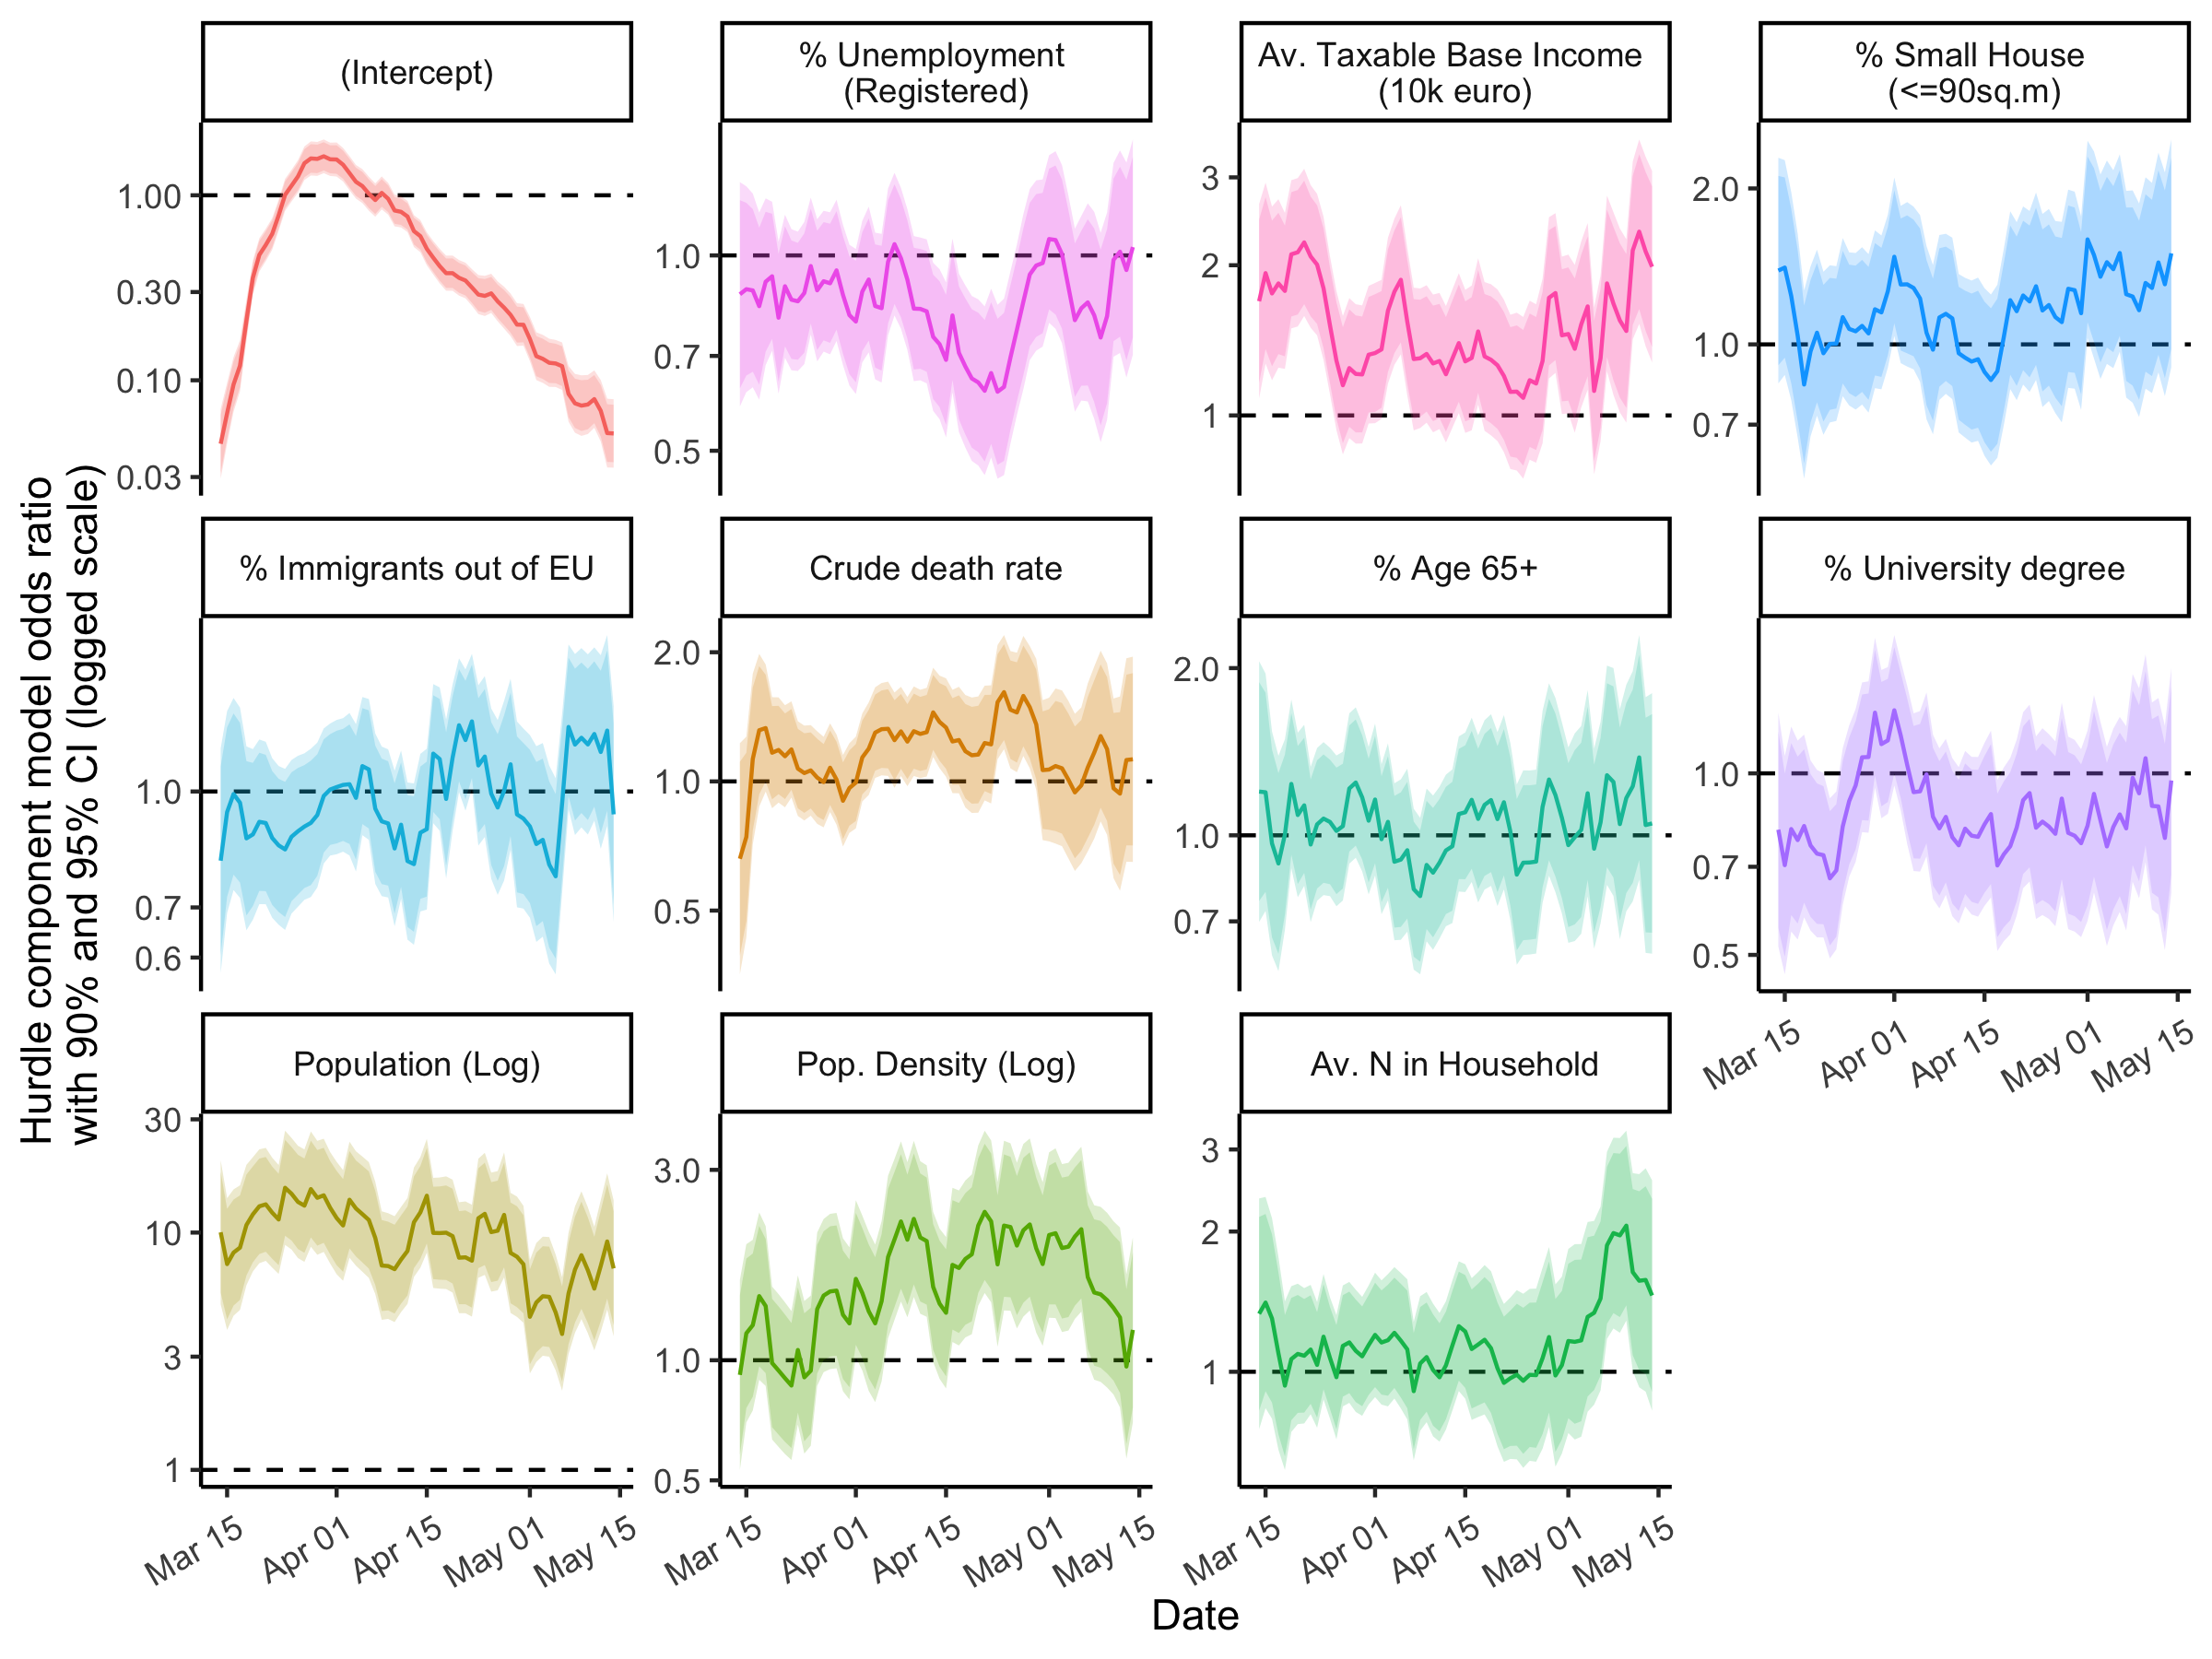 (Intercept)
% Unemployment
(Registered)
Av. Taxable Base Income
(10k euro)
% Small House
(<=90sq.m)
1.00
0.30
0.10
0.03
1.0
0.7
0.5
3
2
1
2.0
1.0
0.7
% Immigrants out of EU
Crude death rate
% Age 65+
% University degree
1.0
0.7
0.6
2.0
1.0
0.5
2.0
1.0
0.7
1.0
0.7
0.5
Mar 15
Apr 01
Apr 15
May 01
May 15
Population (Log)
Pop. Density (Log)
Av. N in Household
30
10
3
1
3.0
1.0
0.5
3
2
1
Mar 15
Apr 01
Apr 15
May 01
May 15
Mar 15
Apr 01
Apr 15
May 01
May 15
Mar 15
Apr 01
Apr 15
May 01
May 15
Date
Hurdle component model odds ratio
with 90% and 95% CI (logged scale)